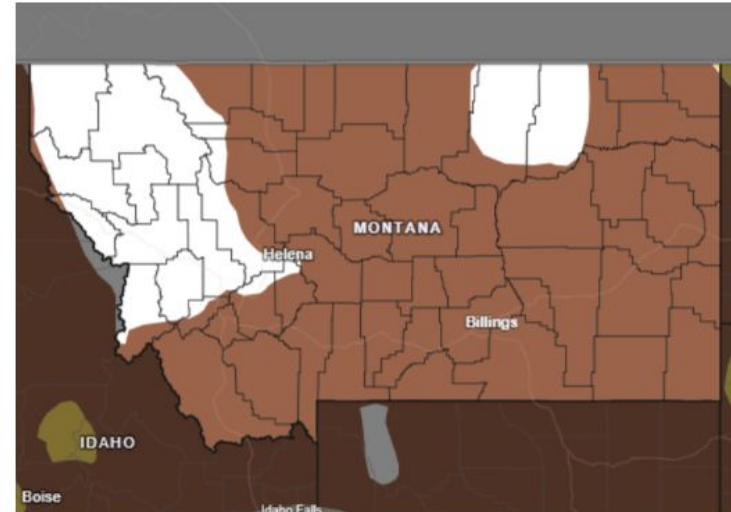 MONTANA
Helena
Billings
IDAHO
Boise
Idaho Falls